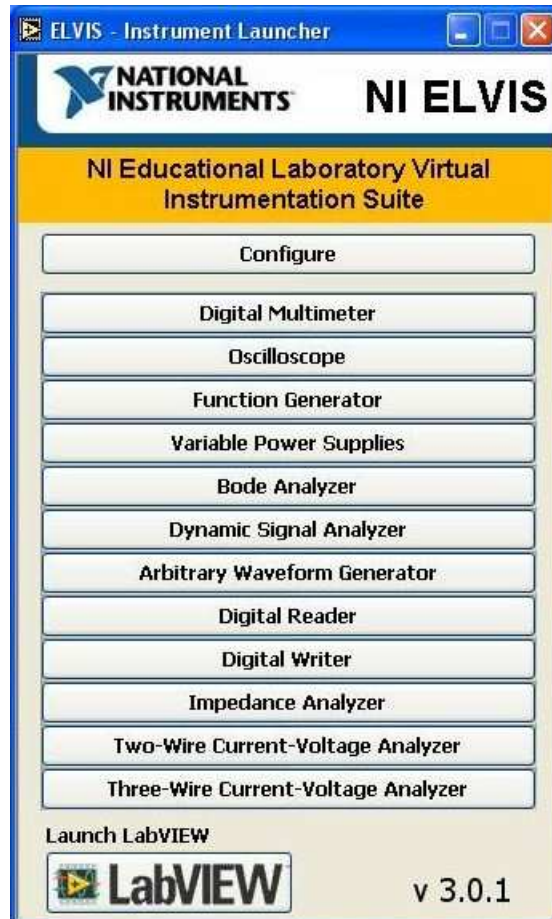 ELVIS - Instrument Launcher
NATIONAL
INSTRUMENTS
NI ELVIS
NI Educational Laboratory Virtual
Instrumentation Suite
Configure
Digital Multimeter
Oscilloscope
Function Generator
Variable Power Supplies
Bode Analyzer
Dynamic Signal Analyzer
Arbitrary Waveform Generator
Digital Reader
Digital Writer
Impedance Analyzer
Two-Wire Current-Voltage Analyzer
Three-Wire Current-Voltage Analyzer
Launch LabVIEW
LabVIEW
v 3.0.1